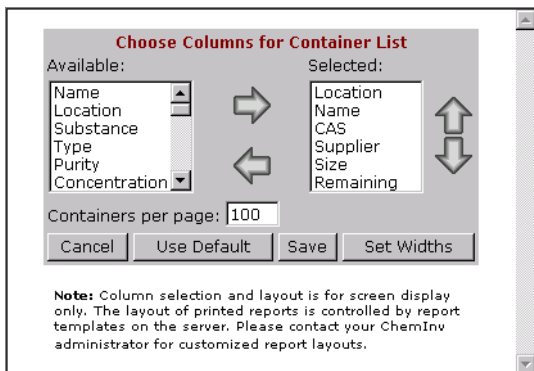 Choose Columns for Container List
Available:
Selected:
Name
Location
Substance
Type
Purity
Concentration
Location
Name
CAS
Supplier
Size
Remaining
Containers per page: 100
Cancel Use Default Save Set Widths
Note: Column selection and layout is for screen display
only. The layout of printed reports is controlled by report
templates on the server. Please contact your ChemInv
administrator for customized report layouts.